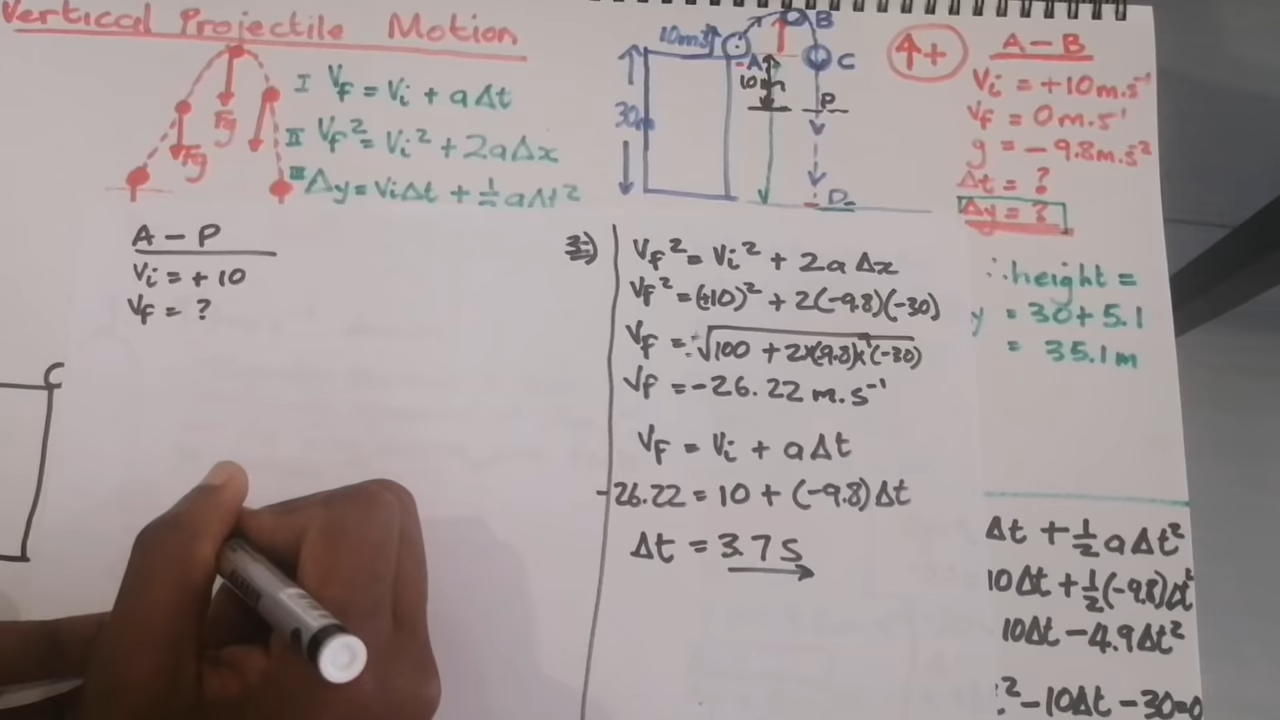 Vertical Projectile Motion
I Vf = Vi + aΔt
II Vf² = Vi² + 2aΔx
III Δy = ViΔt + ½aΔt²
Fg
Fg
10m
A
B
C
10m
P
30m
D
↑+
A – B
Vi = +10m.s⁻¹
Vf = 0m.s⁻¹
g = -9.8m.s⁻²
Δt = ?
Δy = ?
∴ height =
y = 30+5.1
= 35.1m
A – P
Vi = +10
Vf = ?
C
3:)
Vf² = Vi² + 2aΔx
Vf² = (+10)² + 2(-9.8)(-30)
Vf = √100 + 2×(9.8)×(-30)
Vf = -26.22 m.s⁻¹
Vf = Vi + aΔt
-26.22 = 10 + (-9.8)Δt
Δt = 3.7 S
Δt + ½aΔt²
10Δt + ½(-9.8)Δt²
10Δt - 4.9Δt²
² - 10Δt - 30=0